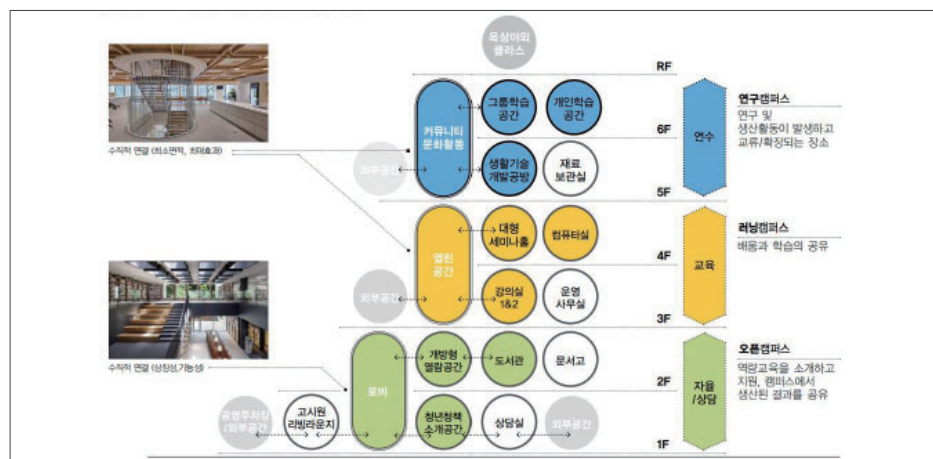 옥상야외
클라스
RF
그룹학습
공간
개인학습
공간
커뮤니티
문화활동
6F
연수
연구캠퍼스
연구 및
생산활동이 발생하고
교류/확장되는 장소
수직적 연결 (최소면적, 최대효과)
외부공간
생활기술
개발공방
재료
보관실
5F
대형
세미나홀
컴퓨터실
열린
공간
4F
교육
러닝캠퍼스
배움과 학습의 공유
외부공간
강의실
1&2
운영
사무실
3F
개방형
열람공간
도서관
문서고
오픈캠퍼스
역량교육을 소개하고
지원, 캠퍼스에서
생산된 결과를 공유
수직적 연결 (상징성,기능성)
로비
2F
자율
/상담
공영주차장
/외부공간
고시원
리빙라운지
청년정책
소개공간
상담실
외부공간
1F